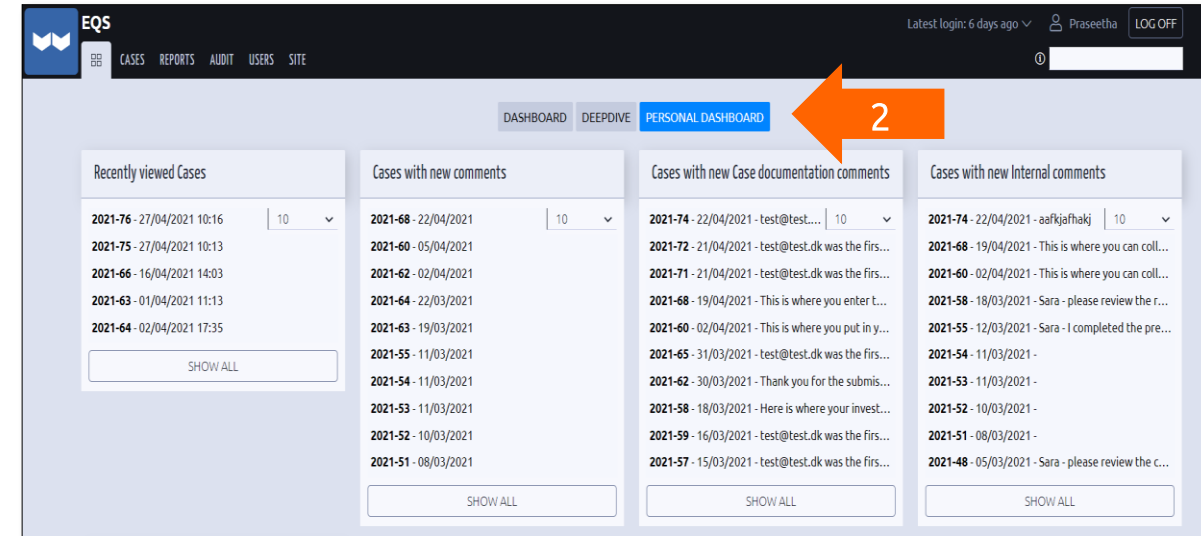 EQS
Latest login: 6 days ago Praseetha LOG OFF
CASES REPORTS AUDIT USERS SITE
DASHBOARD DEEPDIVE PERSONAL DASHBOARD 2
Recently viewed Cases
2021-76 - 27/04/2021 10:16 10
2021-75 - 27/04/2021 10:13
2021-66 - 16/04/2021 14:03
2021-63 - 01/04/2021 11:13
2021-64 - 02/04/2021 17:35
SHOW ALL
Cases with new comments
2021-68 - 22/04/2021 10
2021-60 - 05/04/2021
2021-62 - 02/04/2021
2021-64 - 22/03/2021
2021-63 - 19/03/2021
2021-55 - 11/03/2021
2021-54 - 11/03/2021
2021-53 - 11/03/2021
2021-52 - 10/03/2021
2021-51 - 08/03/2021
SHOW ALL
Cases with new Case documentation comments
2021-74 - 22/04/2021 - test@test.... 10
2021-72 - 21/04/2021 - test@test.dk was the firs...
2021-71 - 21/04/2021 - test@test.dk was the firs...
2021-68 - 19/04/2021 - This is where you enter t...
2021-60 - 02/04/2021 - This is where you put in y...
2021-65 - 31/03/2021 - test@test.dk was the firs...
2021-62 - 30/03/2021 - Thank you for the submis...
2021-58 - 18/03/2021 - Here is where your invest...
2021-59 - 16/03/2021 - test@test.dk was the firs...
2021-57 - 15/03/2021 - test@test.dk was the firs...
SHOW ALL
Cases with new Internal comments
2021-74 - 22/04/2021 - aafkjafhakj 10
2021-68 - 19/04/2021 - This is where you can coll...
2021-60 - 02/04/2021 - This is where you can coll...
2021-58 - 18/03/2021 - Sara - please review the r...
2021-55 - 12/03/2021 - Sara - I completed the pre...
2021-54 - 11/03/2021 -
2021-53 - 11/03/2021 -
2021-52 - 10/03/2021 -
2021-51 - 08/03/2021 -
2021-48 - 05/03/2021 - Sara - please review the c...
SHOW ALL